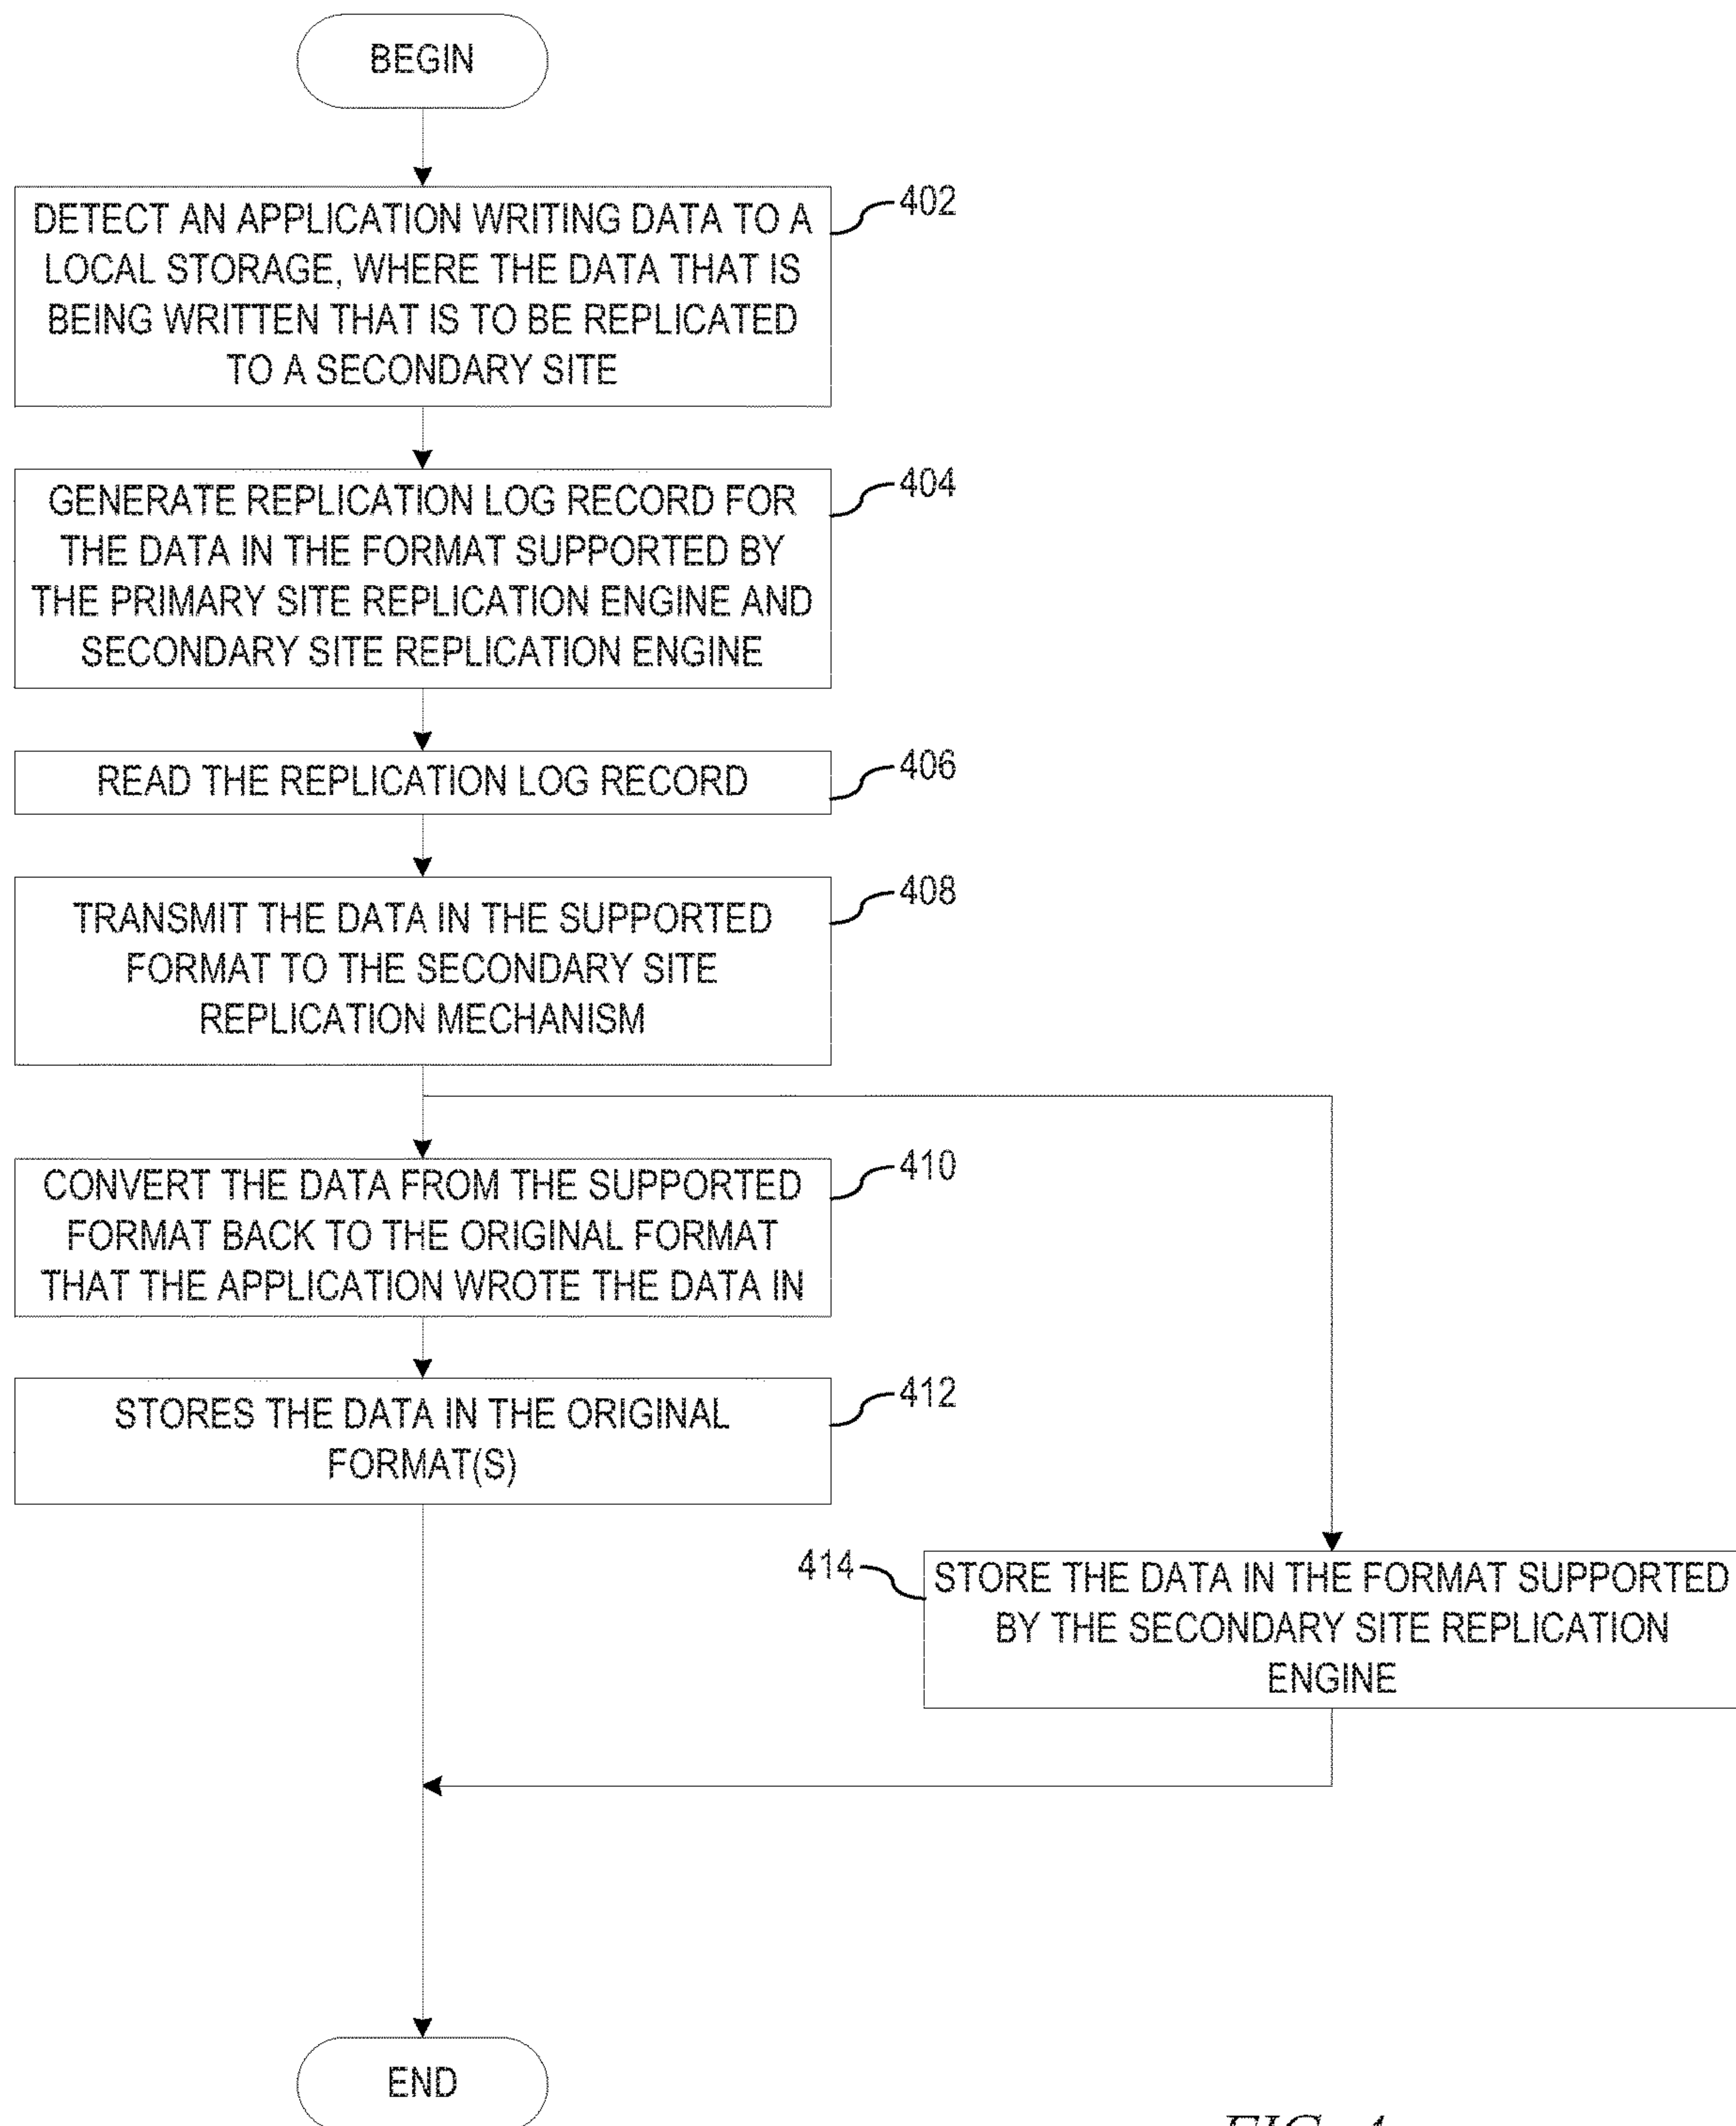 BEGIN
DETECT AN APPLICATION WRITING DATA TO A
LOCAL STORAGE, WHERE THE DATA THAT IS
BEING WRITTEN THAT IS TO BE REPLICATED
TO A SECONDARY SITE
402
GENERATE REPLICATION LOG RECORD FOR
THE DATA IN THE FORMAT SUPPORTED BY
THE PRIMARY SITE REPLICATION ENGINE AND
SECONDARY SITE REPLICATION ENGINE
404
READ THE REPLICATION LOG RECORD
406
TRANSMIT THE DATA IN THE SUPPORTED
FORMAT TO THE SECONDARY SITE
REPLICATION MECHANISM
408
CONVERT THE DATA FROM THE SUPPORTED
FORMAT BACK TO THE ORIGINAL FORMAT
THAT THE APPLICATION WROTE THE DATA IN
410
STORES THE DATA IN THE ORIGINAL
FORMAT(S)
412
414
STORE THE DATA IN THE FORMAT SUPPORTED
BY THE SECONDARY SITE REPLICATION
ENGINE
END
FIG. 4